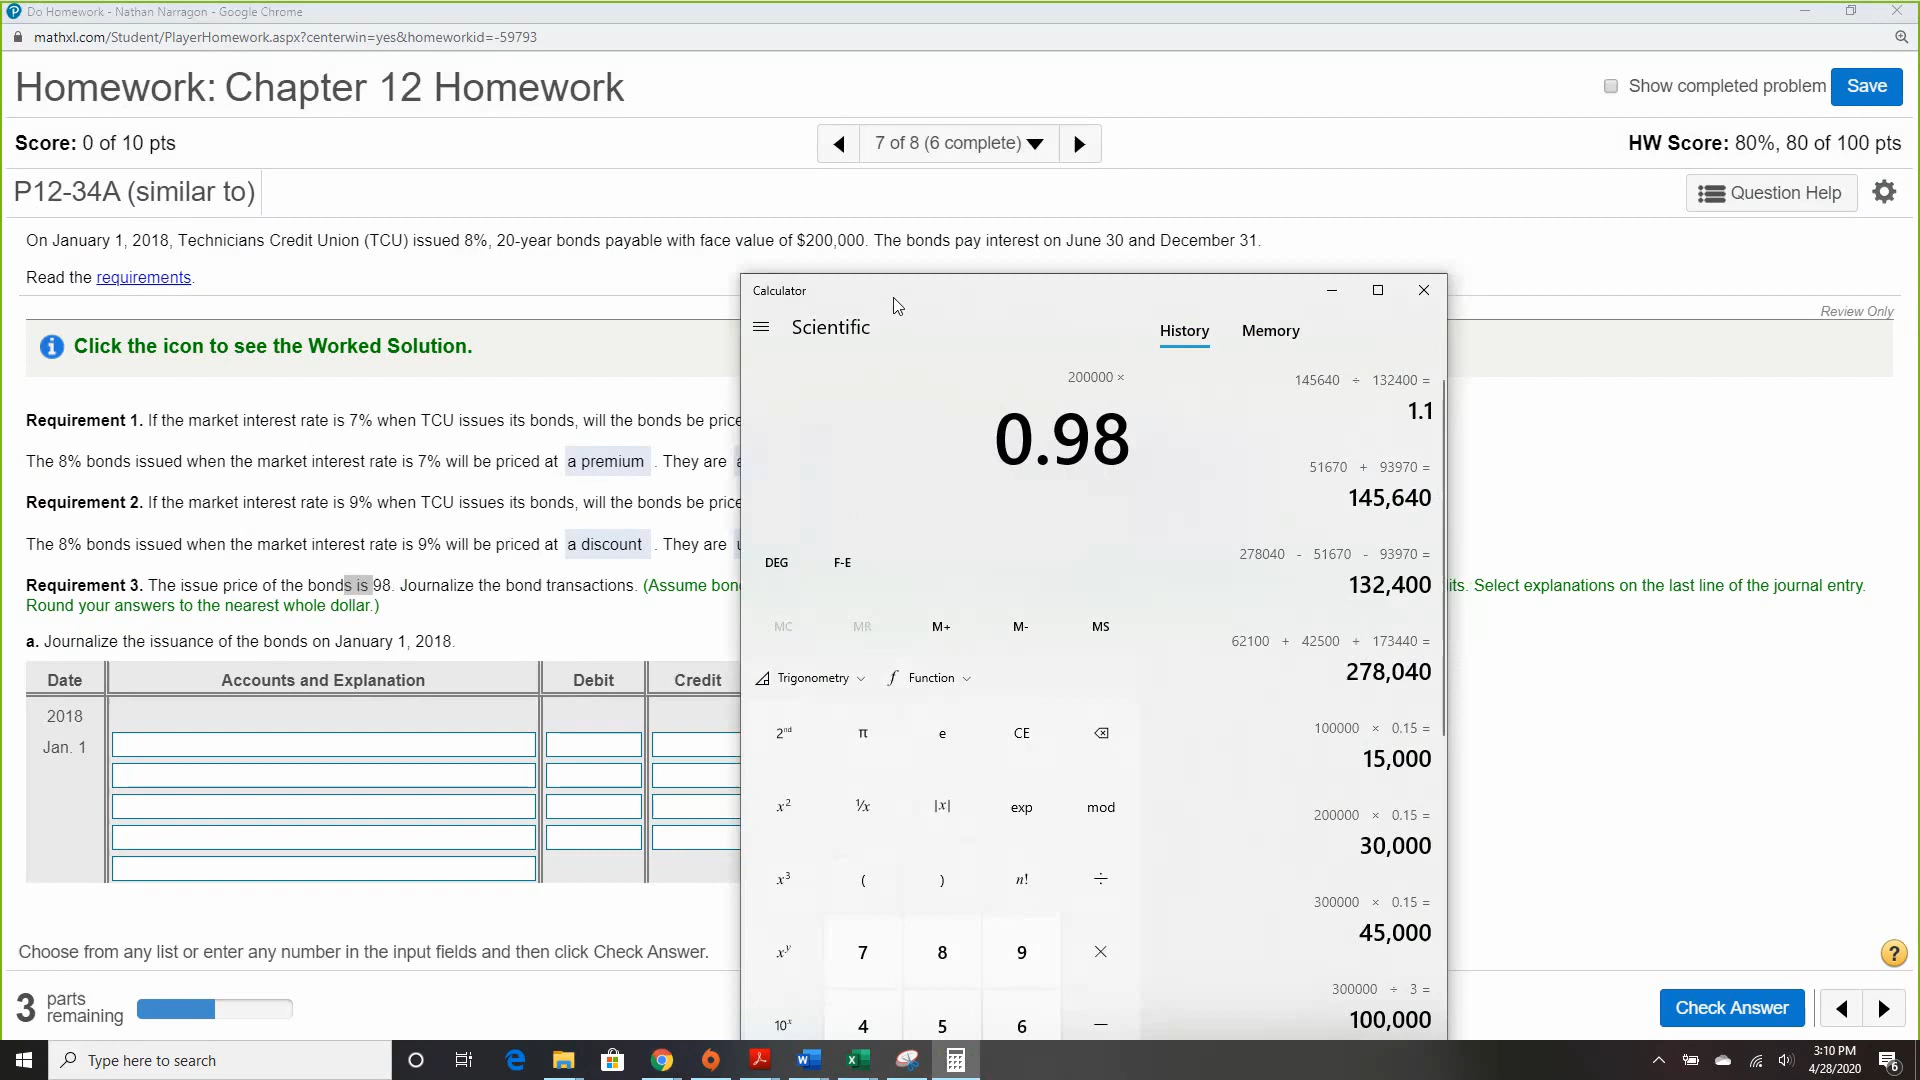 Do Homework - Nathan Narragon - Google Chrome
mathxl.com/Student/PlayerHomework.aspx?centerwin=yes&homeworkid=-59793
Homework: Chapter 12 Homework
Show completed problem
Save
Score: 0 of 10 pts
7 of 8 (6 complete)
HW Score: 80%, 80 of 100 pts
P12-34A (similar to)
Question Help
On January 1, 2018, Technicians Credit Union (TCU) issued 8%, 20-year bonds payable with face value of $200,000. The bonds pay interest on June 30 and December 31.
Read the requirements.
Review Only
Click the icon to see the Worked Solution.
Requirement 1. If the market interest rate is 7% when TCU issues its bonds, will the bonds be price
The 8% bonds issued when the market interest rate is 7% will be priced at a premium . They are
Requirement 2. If the market interest rate is 9% when TCU issues its bonds, will the bonds be price
The 8% bonds issued when the market interest rate is 9% will be priced at a discount . They are
Requirement 3. The issue price of the bonds is 98. Journalize the bond transactions. (Assume bon
its. Select explanations on the last line of the journal entry.
Round your answers to the nearest whole dollar.)
a. Journalize the issuance of the bonds on January 1, 2018.
Date Accounts and Explanation Debit Credit
2018
Jan. 1
Choose from any list or enter any number in the input fields and then click Check Answer.
?
3 parts remaining
Check Answer
Calculator
Scientific
History Memory
200000 ×
0.98
DEG F-E
MC MR M+ M- MS
Trigonometry Function
2nd π e CE
x² ¹/x |x| exp mod
x³ ( ) n! ÷
xʸ 7 8 9 ×
10ˣ 4 5 6 −
145640 ÷ 132400 =
1.1
51670 + 93970 =
145,640
278040 - 51670 - 93970 =
132,400
62100 + 42500 + 173440 =
278,040
100000 × 0.15 =
15,000
200000 × 0.15 =
30,000
300000 × 0.15 =
45,000
300000 ÷ 3 =
100,000
Type here to search
3:10 PM
4/28/2020
6